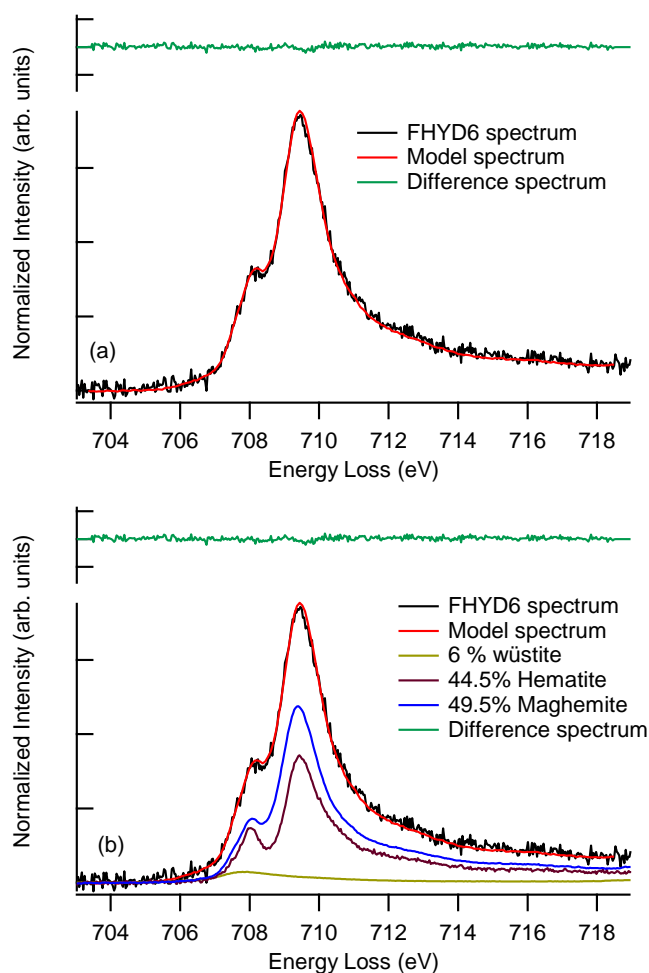 Normalized Intensity (arb. units)
FHYD6 spectrum
Model spectrum
Difference spectrum
(a)
704 706 708 710 712 714 716 718
Energy Loss (eV)
Normalized Intensity (arb. units)
FHYD6 spectrum
Model spectrum
6 % wüstite
44.5% Hematite
49.5% Maghemite
Difference spectrum
(b)
704 706 708 710 712 714 716 718
Energy Loss (eV)